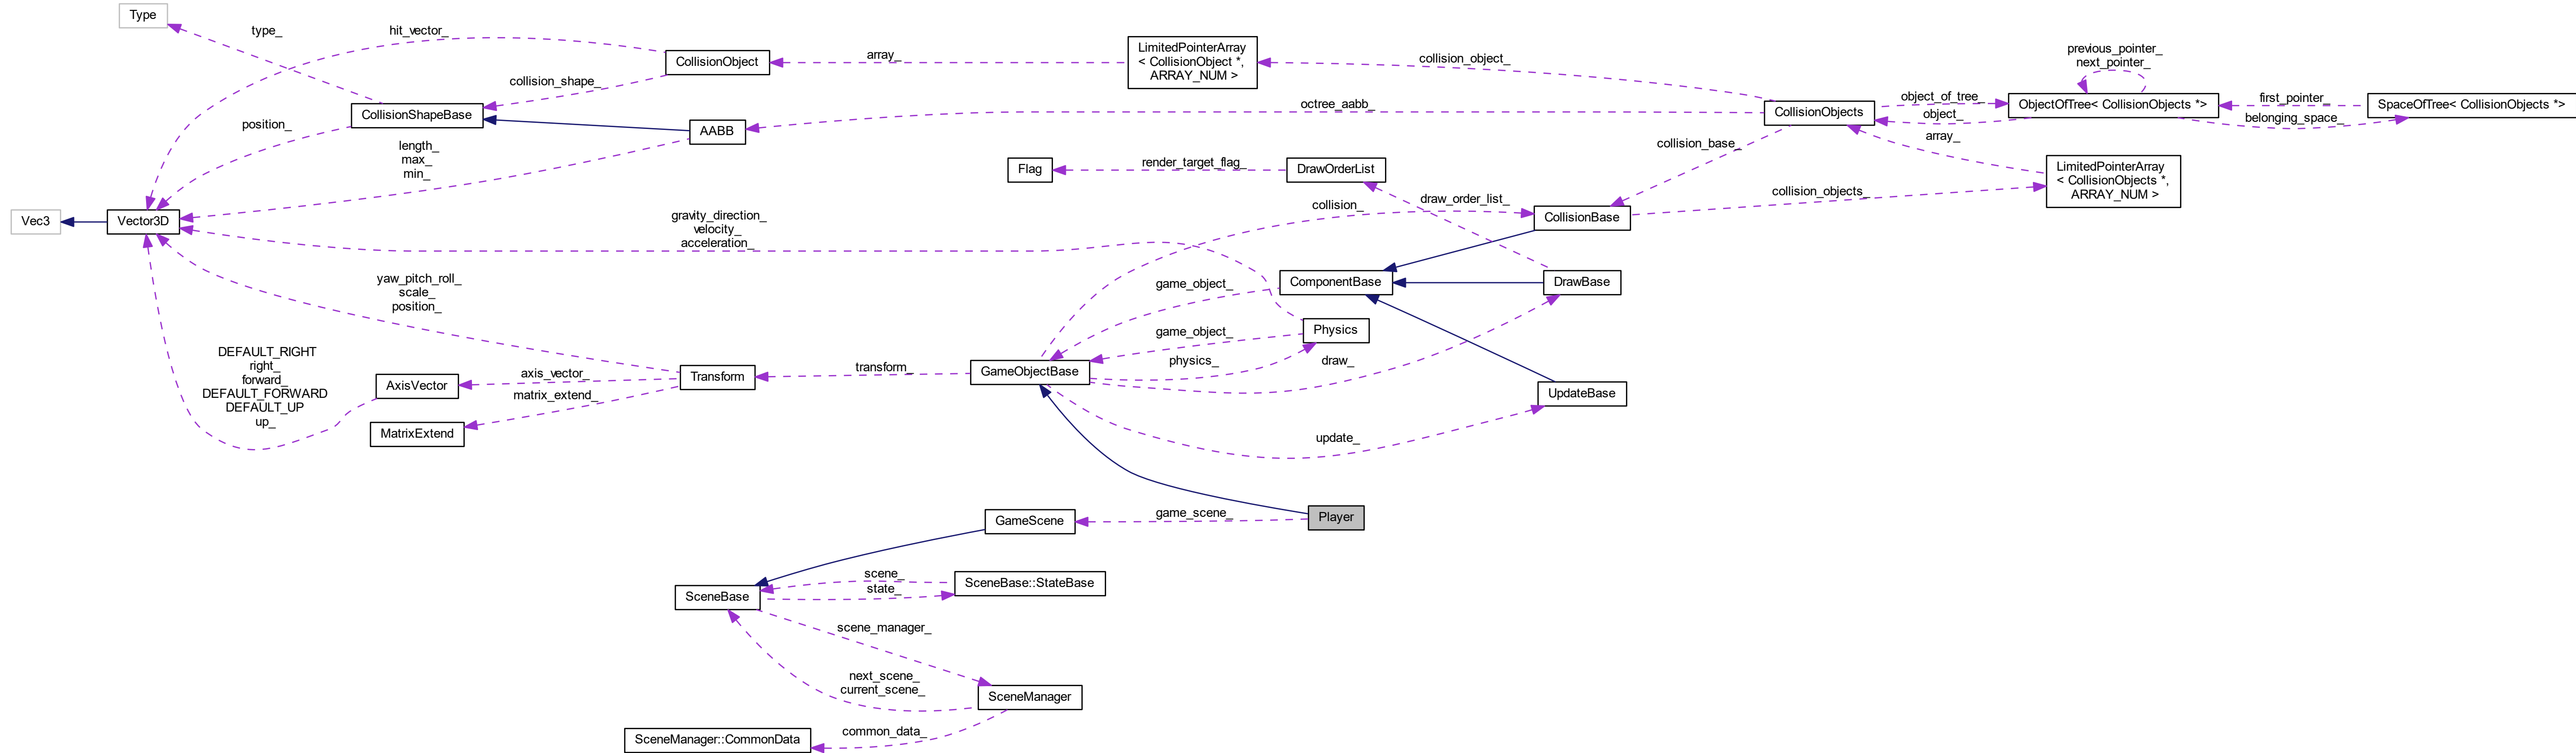 Type
type_
hit_vector_
CollisionObject
array_
LimitedPointerArray
< CollisionObject *,
ARRAY_NUM >
collision_object_
previous_pointer_
next_pointer_
collision_shape_
CollisionShapeBase
octree_aabb_
CollisionObjects
object_of_tree_
object_
ObjectOfTree< CollisionObjects *>
first_pointer_
belonging_space_
SpaceOfTree< CollisionObjects *>
position_
AABB
length_
max_
min_
collision_base_
array_
Flag
render_target_flag_
DrawOrderList
LimitedPointerArray
< CollisionObjects *,
ARRAY_NUM >
collision_objects_
Vec3
Vector3D
gravity_direction_
velocity_
acceleration_
collision_
draw_order_list_
CollisionBase
yaw_pitch_roll_
scale_
position_
game_object_
ComponentBase
DrawBase
game_object_
Physics
physics_
draw_
DEFAULT_RIGHT
right_
forward_
DEFAULT_FORWARD
DEFAULT_UP
up_
AxisVector
axis_vector_
Transform
transform_
GameObjectBase
matrix_extend_
MatrixExtend
UpdateBase
update_
GameScene
game_scene_
Player
SceneBase
scene_
state_
SceneBase::StateBase
scene_manager_
next_scene_
current_scene_
SceneManager
SceneManager::CommonData
common_data_